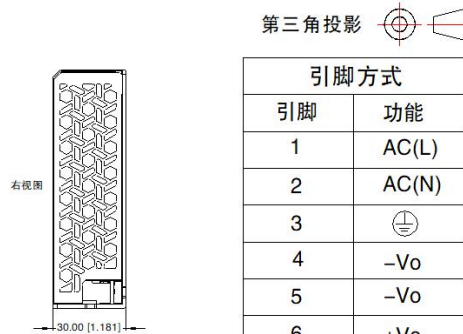 第三角投影
引脚方式
引脚 功能
1 AC(L)
2 AC(N)
3
4 −Vo
5 −Vo
6 +Vo
右视图
30.00 [1.181]